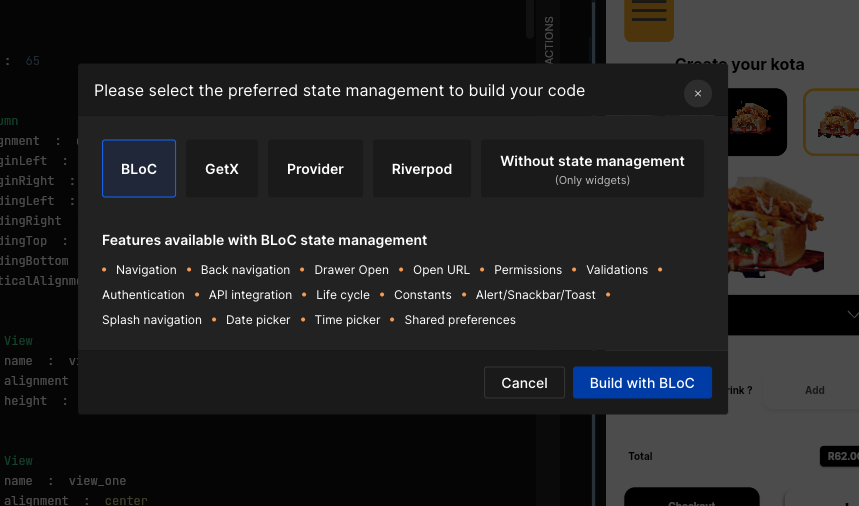 : 65
ACTIONS
Create your kota
Please select the preferred state management to build your code
×
umn
gnment :
ginLeft :
ginRight :
dingLeft :
dingRight
dingTop :
dingBottom
ticalAlignm
BLoC
GetX
Provider
Riverpod
Without state management
(Only widgets)
Features available with BLoC state management
• Navigation • Back navigation • Drawer Open • Open URL • Permissions • Validations •
Authentication • API integration • Life cycle • Constants • Alert/Snackbar/Toast •
Splash navigation • Date picker • Time picker • Shared preferences
View
name : vi
alignment
height :
Cancel
Build with BLoC
rink ?
Add
View
name : view_one
alignment : center
Total
R62.00
Checkout